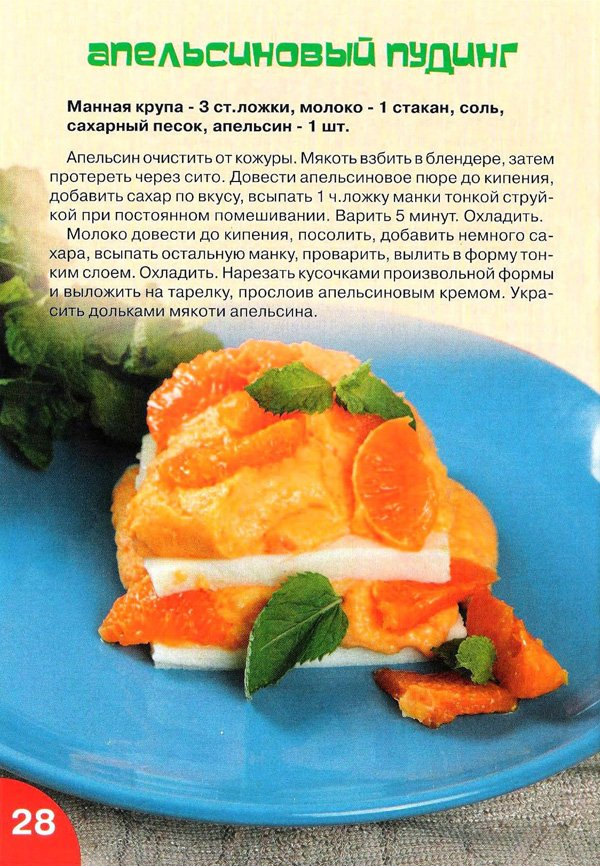 апельсиновый пудинг
Манная крупа - 3 ст.ложки, молоко - 1 стакан, соль,
сахарный песок, апельсин - 1 шт.
Апельсин очистить от кожуры. Мякоть взбить в блендере, затем
протереть через сито. Довести апельсиновое пюре до кипения,
добавить сахар по вкусу, всыпать 1 ч.ложку манки тонкой струй-
кой при постоянном помешивании. Варить 5 минут. Охладить.
Молоко довести до кипения, посолить, добавить немного са-
хара, всыпать остальную манку, проварить, вылить в форму тон-
ким слоем. Охладить. Нарезать кусочками произвольной формы
и выложить на тарелку, прослоив апельсиновым кремом. Укра-
сить дольками мякоти апельсина.
28